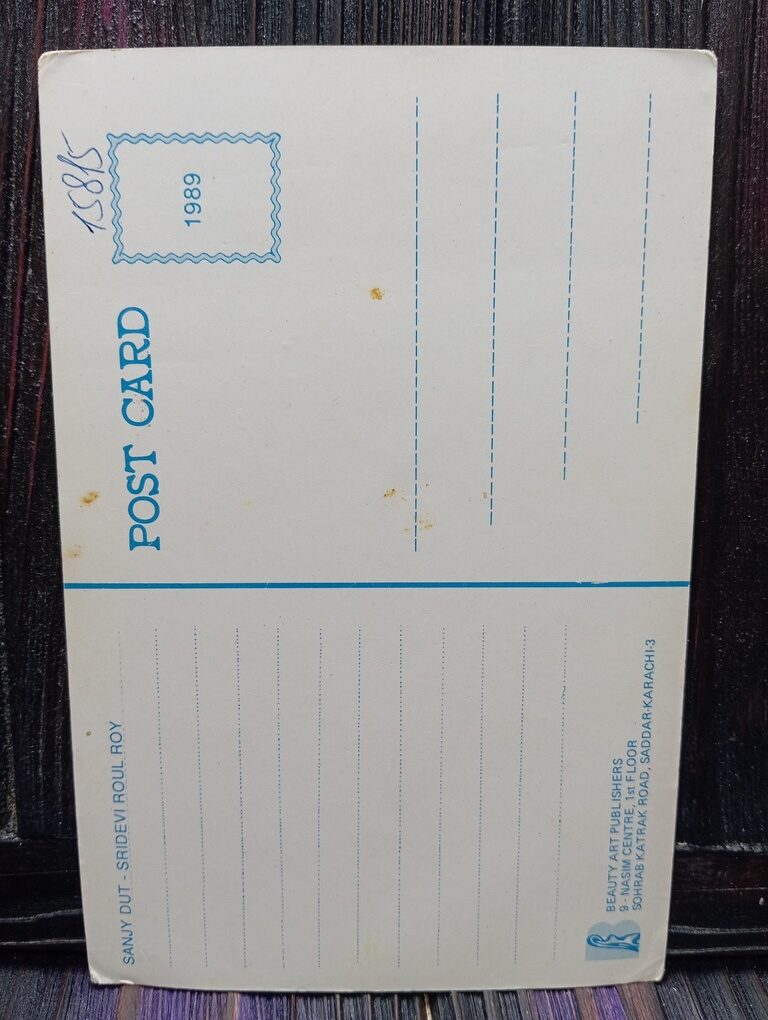 SANJY DUT - SRIDEVI ROUL ROY
BEAUTY ART PUBLISHERS
9 - NASIM CENTRE, 1st FLOOR
SOHRAB KATRAK ROAD, SADDAR-KARACHI-3
15815
1989
POST CARD